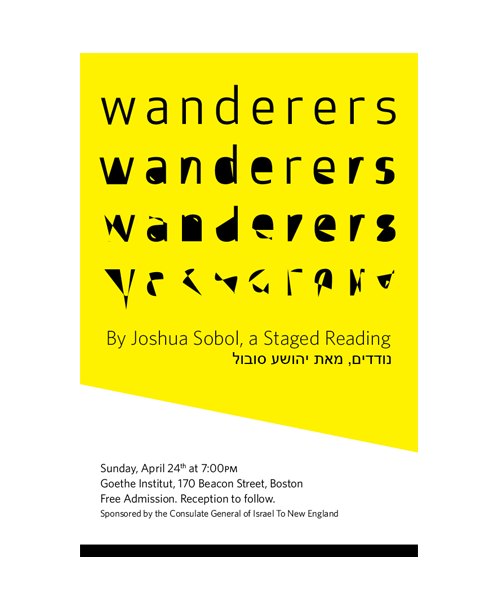 wanderers
wanderers
wanderers
By Joshua Sobol, a Staged Reading
נודדים, מאת יהושע סובול
Sunday, April 24th at 7:00PM
Goethe Institut, 170 Beacon Street, Boston
Free Admission. Reception to follow.
Sponsored by the Consulate General of Israel To New England